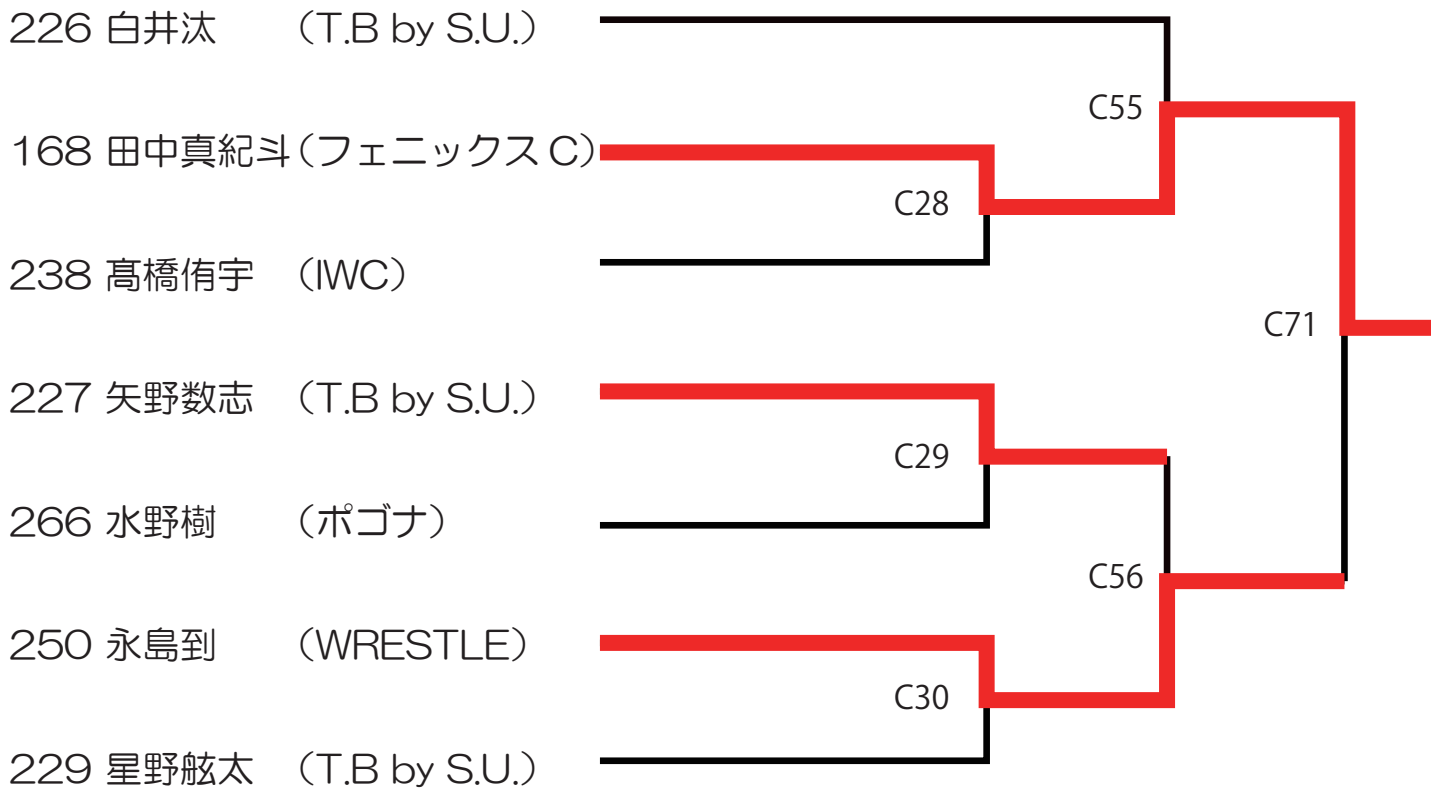 226 白井汰 （T.B by S.U.）
C55
168 田中真紀斗（フェニックス C）
C28
238 髙橋侑宇 （IWC）
C71
227 矢野数志 （T.B by S.U.）
C29
266 水野樹 （ポゴナ）
C56
250 永島到 （WRESTLE）
C30
229 星野舷太 （T.B by S.U.）